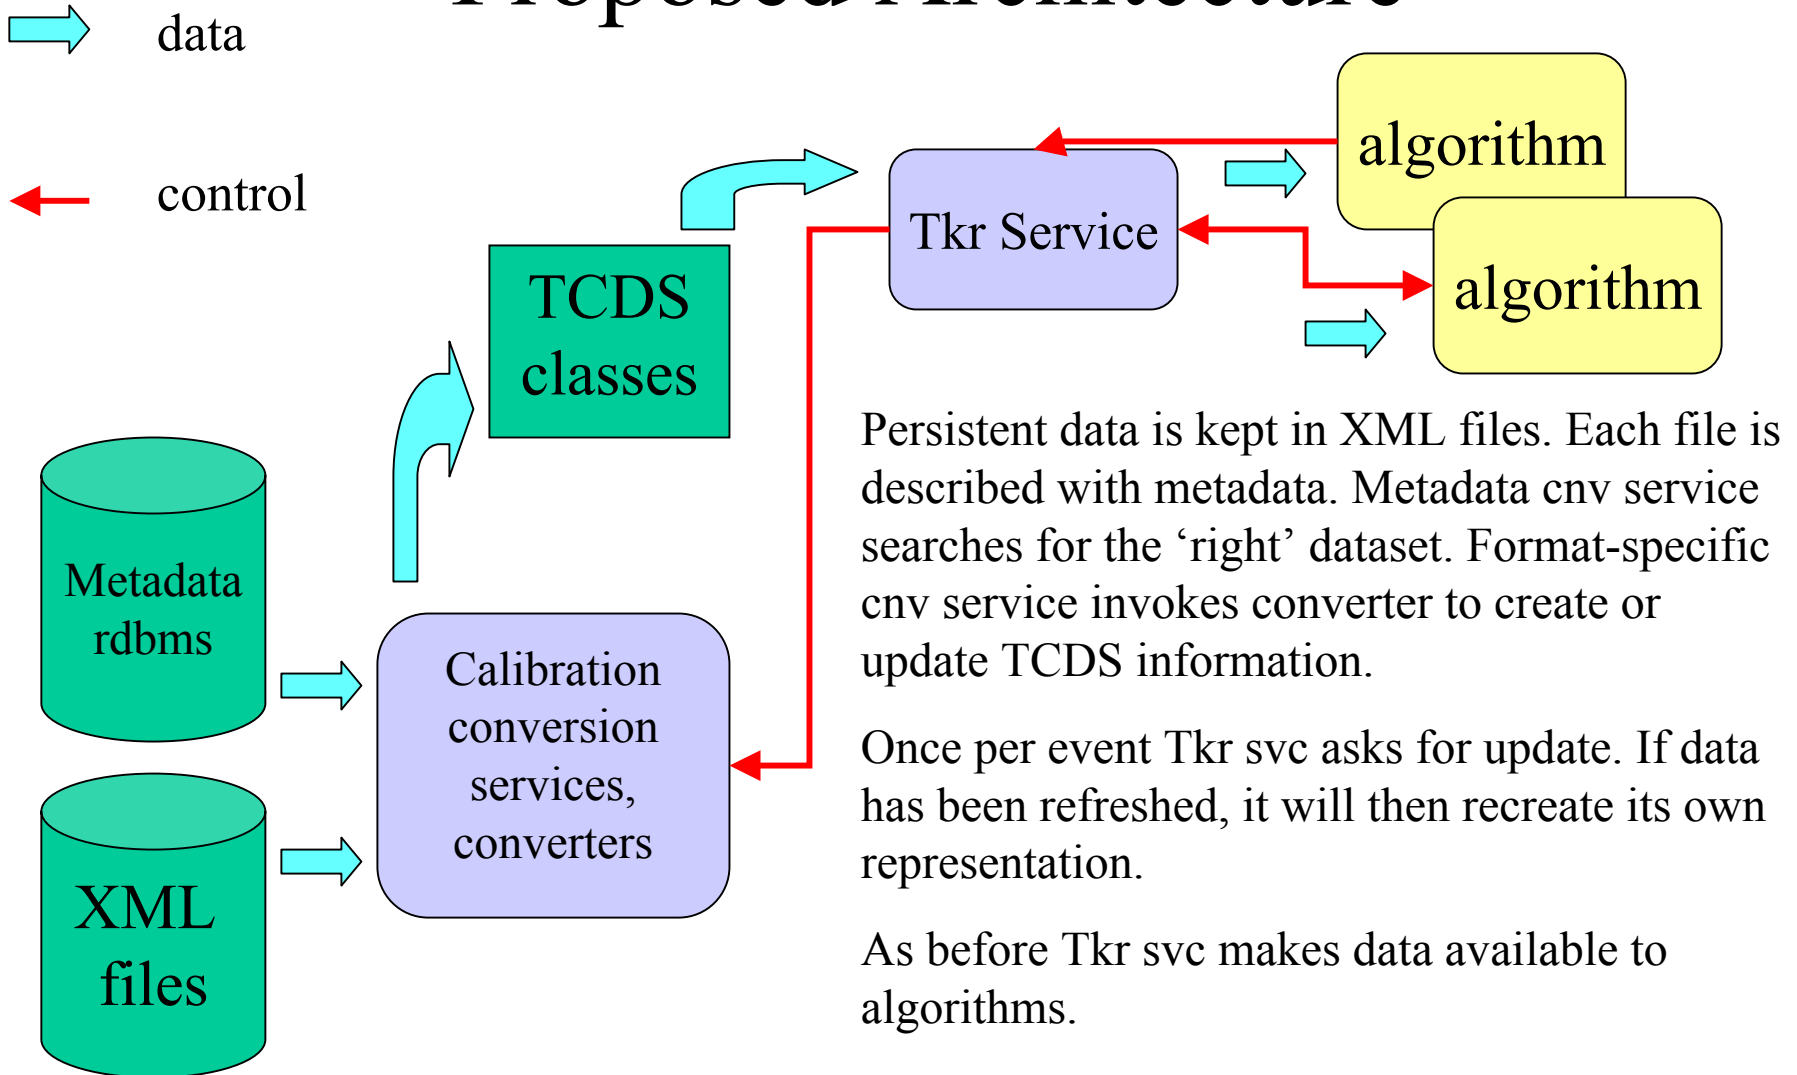 Proposed Architecture
data
control
algorithm
algorithm
Tkr Service
TCDS
classes
Metadata
rdbms
XML
files
Calibration
conversion
services,
converters
Persistent data is kept in XML files. Each file is
described with metadata. Metadata cnv service
searches for the ‘right’ dataset. Format-specific
cnv service invokes converter to create or
update TCDS information.
Once per event Tkr svc asks for update. If data
has been refreshed, it will then recreate its own
representation.
As before Tkr svc makes data available to
algorithms.